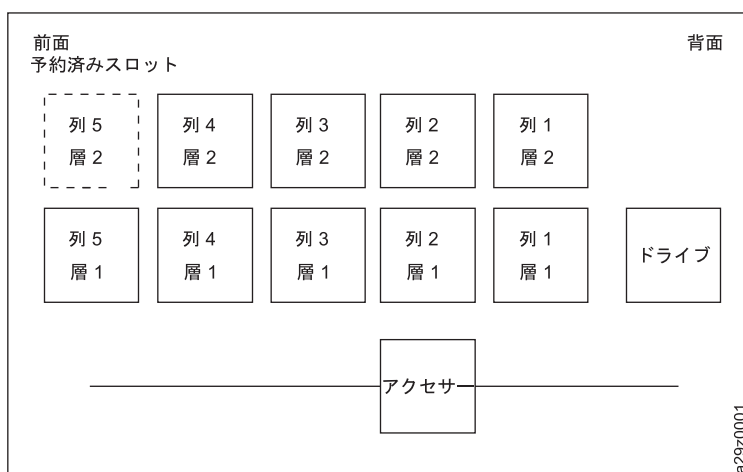 前面
背面
予約済みスロット
列 5
層 2
列 4
層 2
列 3
層 2
列 2
層 2
列 1
層 2
列 5
層 1
列 4
層 1
列 3
層 1
列 2
層 1
列 1
層 1
ドライブ
アクセサー
a29z0001